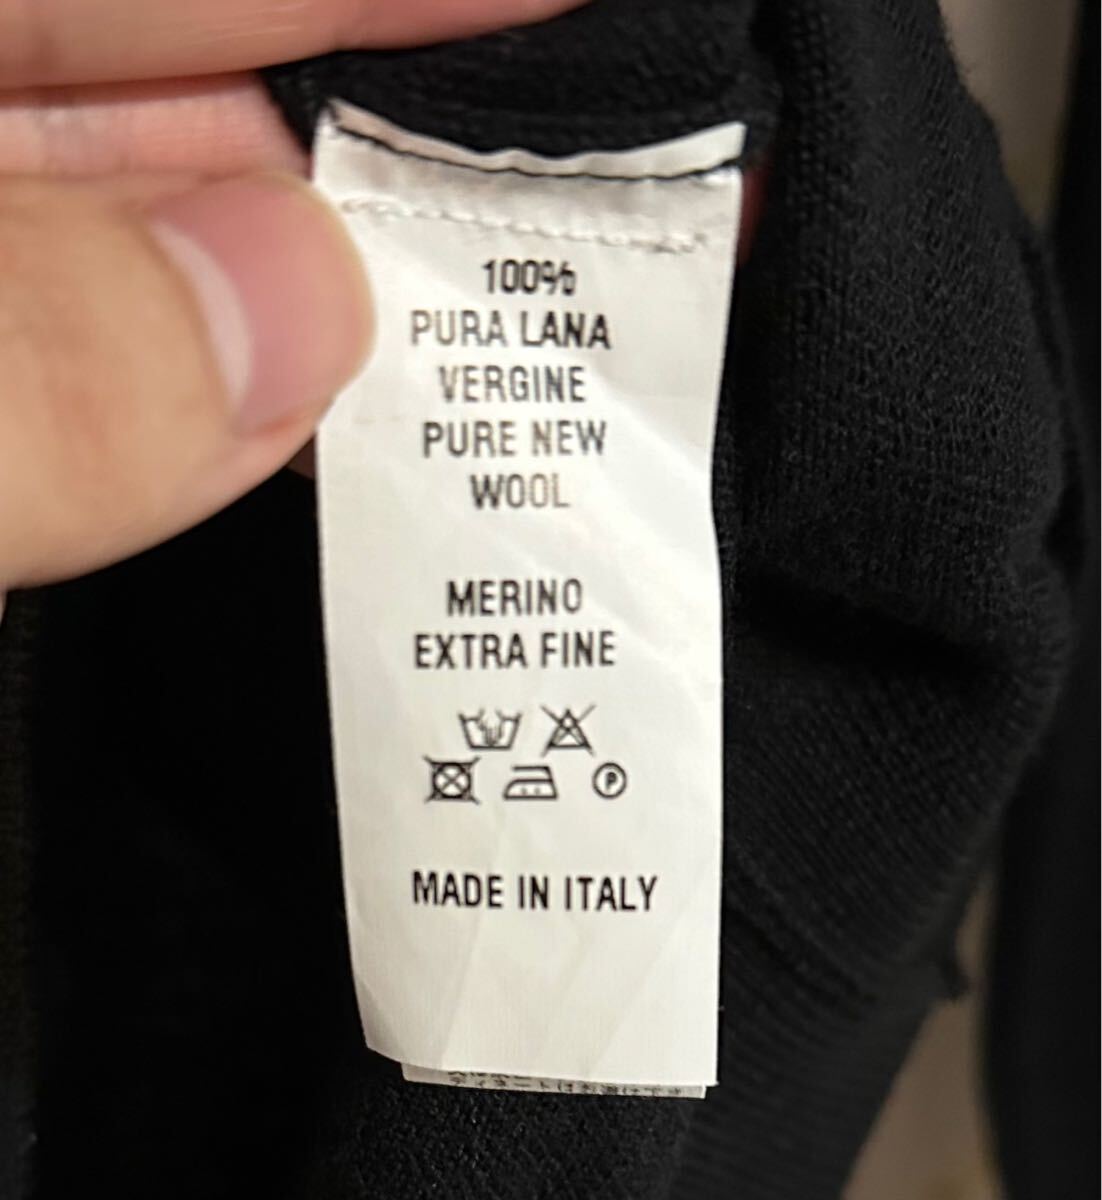 100%
PURA LANA
VERGINE
PURE NEW
WOOL
MERINO
EXTRA FINE
P
MADE IN ITALY